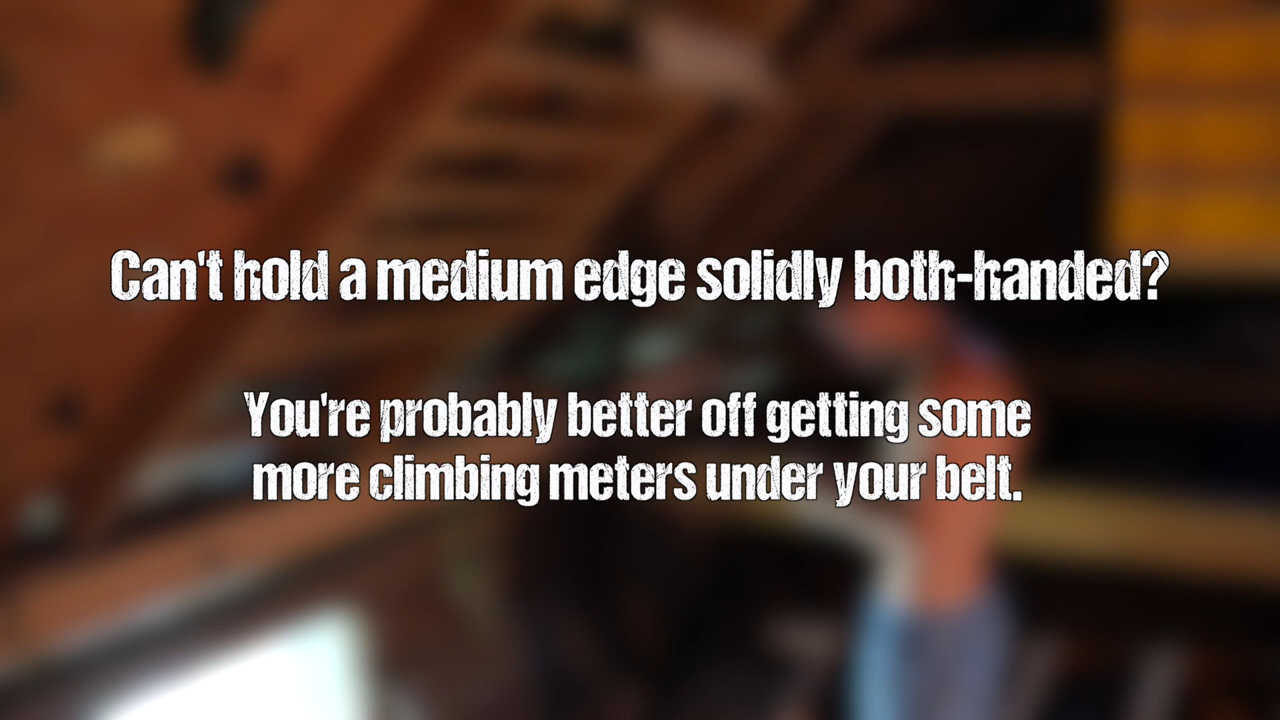 Can't hold a medium edge solidly both-handed?
You're probably better off getting some
more climbing meters under your belt.